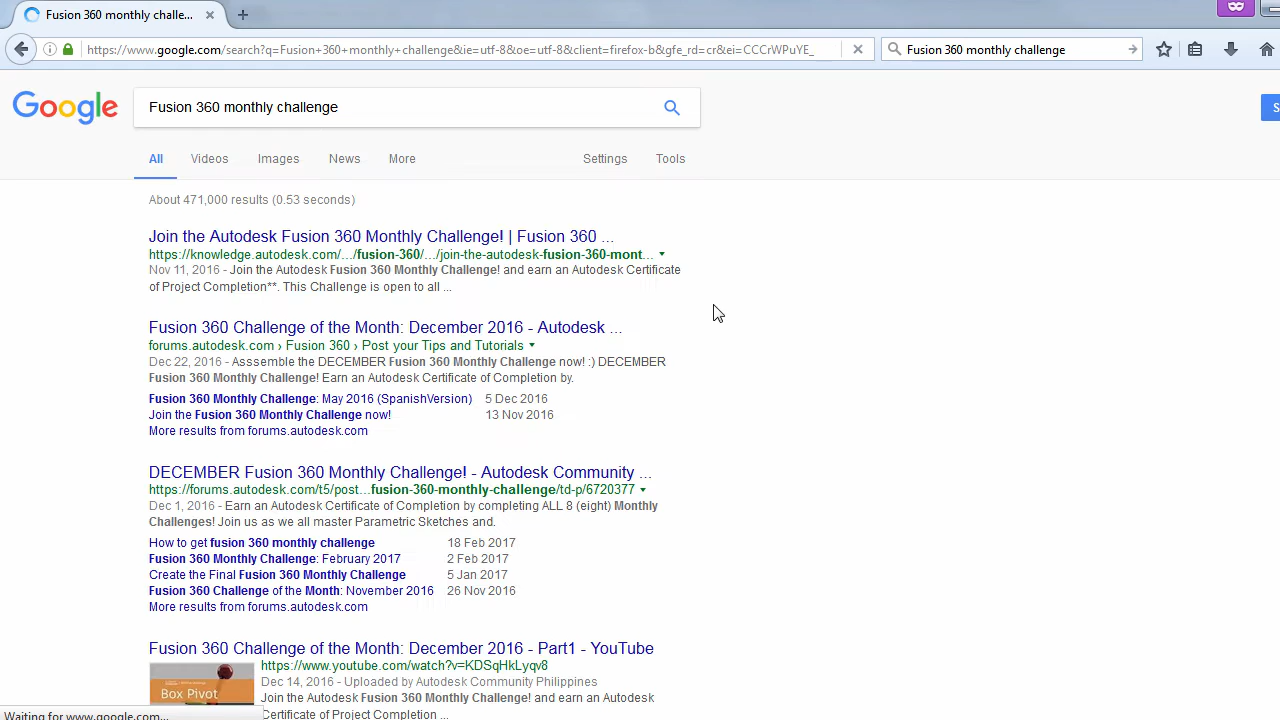 Fusion 360 monthly challe...
https://www.google.com/search?q=Fusion+360+monthly+challenge&ie=utf-8&oe=utf-8&client=firefox-b&gfe_rd=cr&ei=CCCrWPuYE_
Fusion 360 monthly challenge
Google
Fusion 360 monthly challenge
S
All Videos Images News More Settings Tools
About 471,000 results (0.53 seconds)
Join the Autodesk Fusion 360 Monthly Challenge! | Fusion 360 ...
https://knowledge.autodesk.com/.../fusion-360/.../join-the-autodesk-fusion-360-mont...
Nov 11, 2016 - Join the Autodesk Fusion 360 Monthly Challenge! and earn an Autodesk Certificate
of Project Completion**. This Challenge is open to all ...
Fusion 360 Challenge of the Month: December 2016 - Autodesk ...
forums.autodesk.com › Fusion 360 › Post your Tips and Tutorials
Dec 22, 2016 - Asssemble the DECEMBER Fusion 360 Monthly Challenge now! :) DECEMBER
Fusion 360 Monthly Challenge! Earn an Autodesk Certificate of Completion by.
Fusion 360 Monthly Challenge: May 2016 (SpanishVersion) 5 Dec 2016
Join the Fusion 360 Monthly Challenge now! 13 Nov 2016
More results from forums.autodesk.com
DECEMBER Fusion 360 Monthly Challenge! - Autodesk Community ...
https://forums.autodesk.com/t5/post...fusion-360-monthly-challenge/td-p/6720377
Dec 1, 2016 - Earn an Autodesk Certificate of Completion by completing ALL 8 (eight) Monthly
Challenges! Join us as we all master Parametric Sketches and.
How to get fusion 360 monthly challenge 18 Feb 2017
Fusion 360 Monthly Challenge: February 2017 2 Feb 2017
Create the Final Fusion 360 Monthly Challenge 5 Jan 2017
Fusion 360 Challenge of the Month: November 2016 26 Nov 2016
More results from forums.autodesk.com
Fusion 360 Challenge of the Month: December 2016 - Part1 - YouTube
https://www.youtube.com/watch?v=KDSqHkLyqv8
Dec 14, 2016 - Uploaded by Autodesk Community Philippines
Box Pivot
Join the Autodesk Fusion 360 Monthly Challenge! and earn an Autodesk
Certificate of Project Completion ...
Waiting for www.google.com...